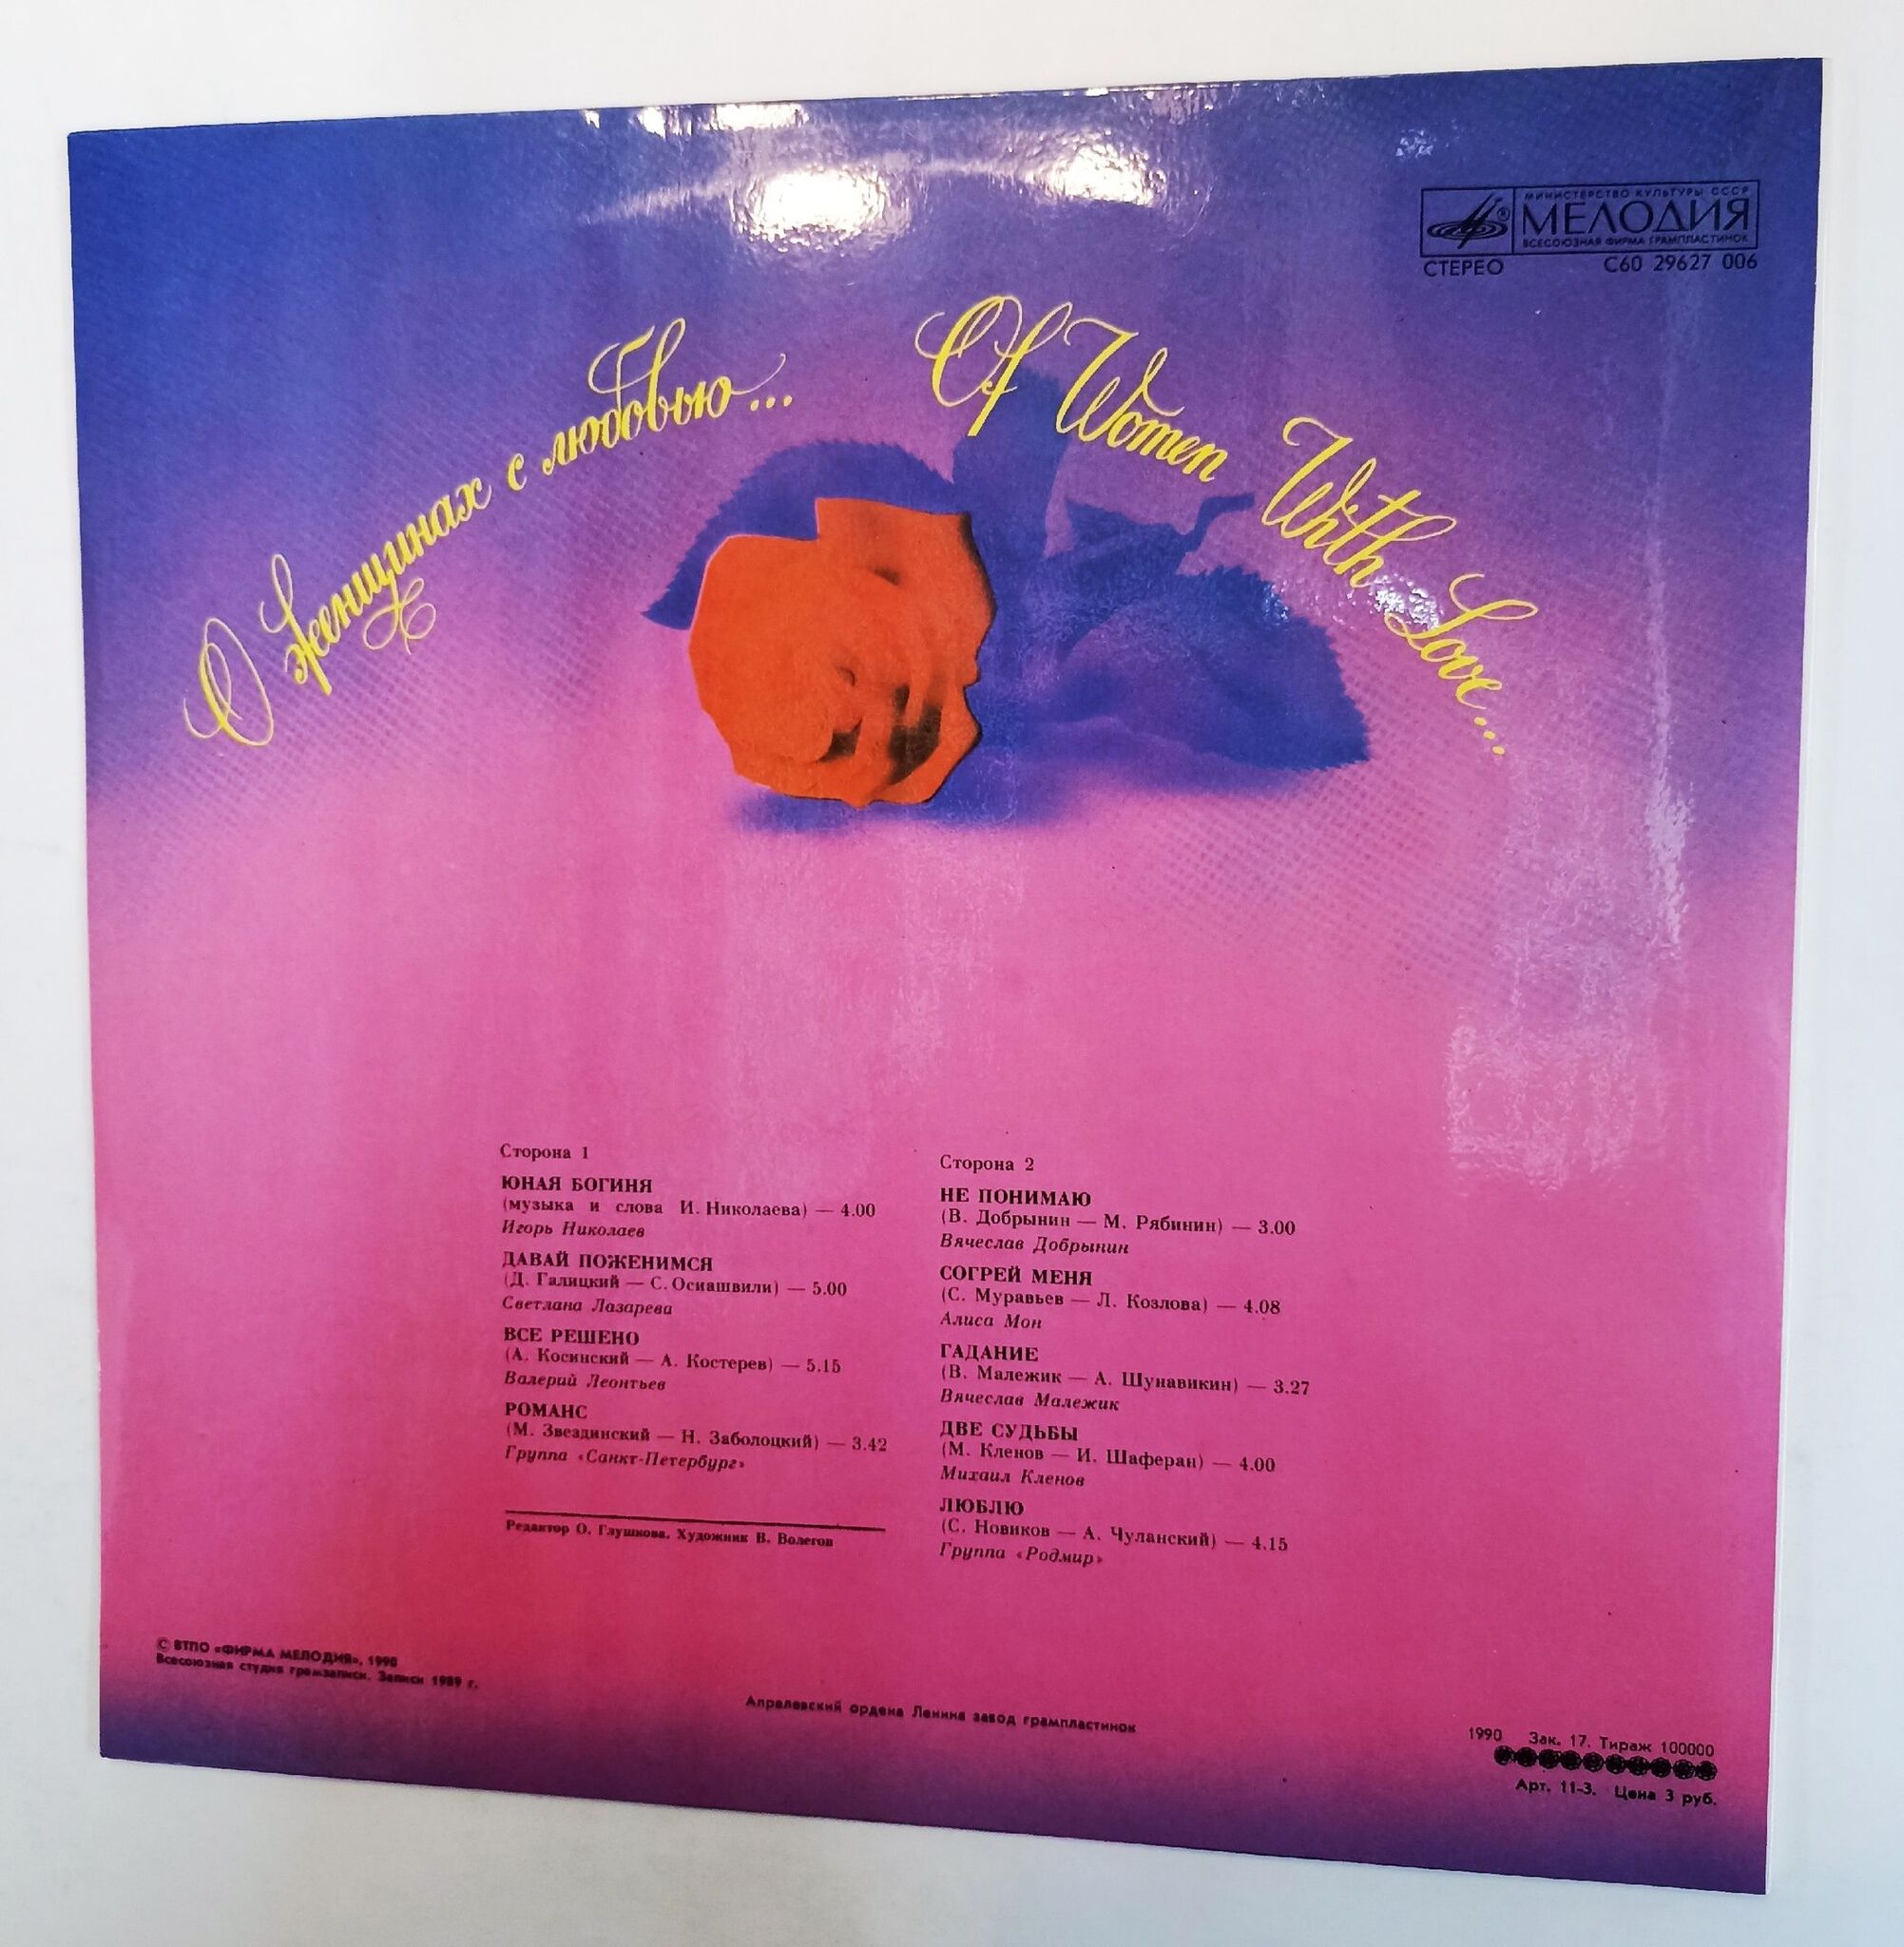 МИНИСТЕРСТВО КУЛЬТУРЫ СССР
МЕЛОДИЯ
ВСЕСОЮЗНАЯ ФИРМА ГРАМПЛАСТИНОК
СТЕРЕО С60 29627 006
О женщинах с любовью...
Of Women With Love...
Сторона 1
ЮНАЯ БОГИНЯ
(музыка и слова И. Николаева) — 4.00
Игорь Николаев
ДАВАЙ ПОЖЕНИМСЯ
(Д. Галицкий — С. Осиашвили) — 5.00
Светлана Лазарева
ВСЕ РЕШЕНО
(А. Косинский — А. Костерев) — 5.15
Валерий Леонтьев
РОМАНС
(М. Звездинский — Н. Заболоцкий) — 3.42
Группа «Санкт-Петербург»
Редактор О. Глушкова. Художник В. Волегов
Сторона 2
НЕ ПОНИМАЮ
(В. Добрынин — М. Рябинин) — 3.00
Вячеслав Добрынин
СОГРЕЙ МЕНЯ
(С. Муравьев — Л. Козлова) — 4.08
Алиса Мон
ГАДАНИЕ
(В. Малежик — А. Шунавикин) — 3.27
Вячеслав Малежик
ДВЕ СУДЬБЫ
(М. Кленов — И. Шаферан) — 4.00
Михаил Кленов
ЛЮБЛЮ
(С. Новиков — А. Чуланский) — 4.15
Группа «Родмир»
© ВТПО «ФИРМА МЕЛОДИЯ», 1990
Всесоюзная студия грамзаписи. Записи 1989 г.
Апрелевский ордена Ленина завод грампластинок
1990 Зак. 17. Тираж 100000
Арт. 11-3. Цена 3 руб.